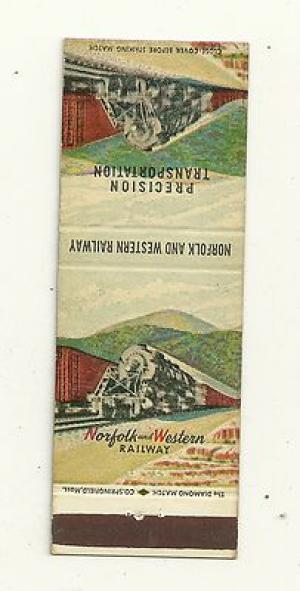 CLOSE COVER BEFORE STRIKING MATCH
PRECISION
TRANSPORTATION
NORFOLK AND WESTERN RAILWAY
Norfolk and Western
RAILWAY
The DIAMOND MATCH CO. SPRINGFIELD, Mass.